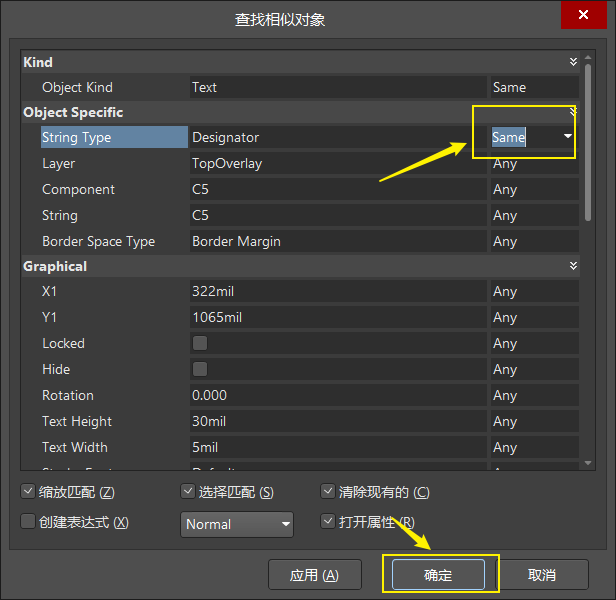 查找相似对象
Kind
Object Kind Text Same
Object Specific
String Type Designator Same
Layer TopOverlay Any
Component C5 Any
String C5 Any
Border Space Type Border Margin Any
Graphical
X1 322mil Any
Y1 1065mil Any
Locked Any
Hide Any
Rotation 0.000 Any
Text Height 30mil Any
Text Width 5mil Any
缩放匹配 (Z) 选择匹配 (S) 清除现有的 (C)
创建表达式 (X) Normal 打开属性 (R)
应用 (A) 确定 取消